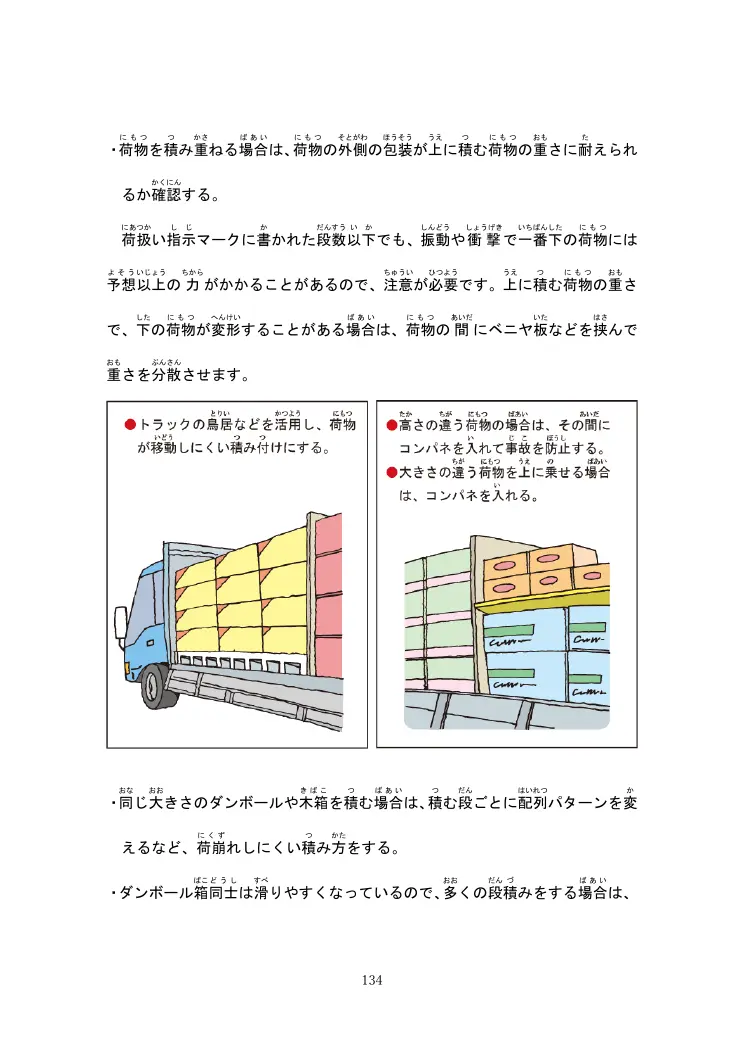 ・荷物を積み重ねる場合は、荷物の外側の包装が上に積む荷物の重さに耐えられ
るか確認する。
荷扱い指示マークに書かれた段数以下でも、振動や衝撃で一番下の荷物には
予想以上の力がかかることがあるので、注意が必要です。上に積む荷物の重さ
で、下の荷物が変形することがある場合は、荷物の間にベニヤ板などを挟んで
重さを分散させます。
●トラックの鳥居などを活用し、荷物
が移動しにくい積み付けにする。
●高さの違う荷物の場合は、その間に
コンパネを入れて事故を防止する。
●大きさの違う荷物を上に乗せる場合
は、コンパネを入れる。
・同じ大きさのダンボールや木箱を積む場合は、積む段ごとに配列パターンを変
えるなど、荷崩れしにくい積み方をする。
・ダンボール箱同士は滑りやすくなっているので、多くの段積みをする場合は、
134